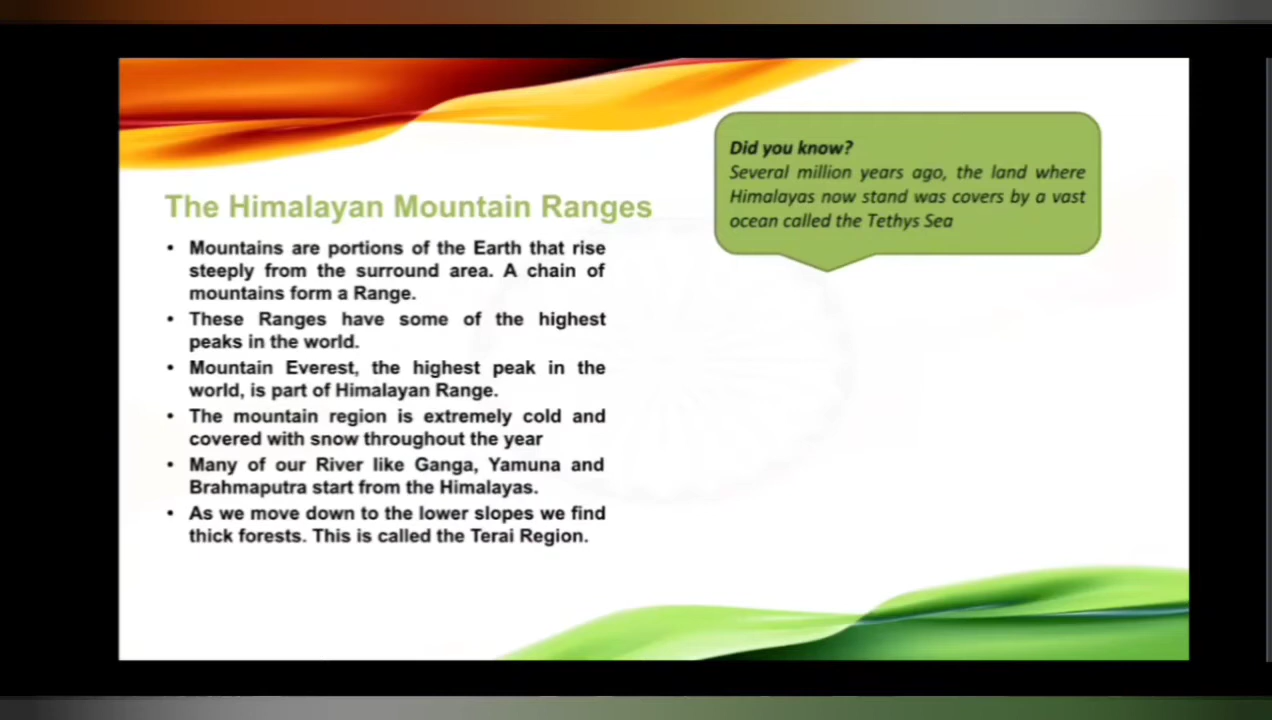 The Himalayan Mountain Ranges
• Mountains are portions of the Earth that rise
steeply from the surround area. A chain of
mountains form a Range.
• These Ranges have some of the highest
peaks in the world.
• Mountain Everest, the highest peak in the
world, is part of Himalayan Range.
• The mountain region is extremely cold and
covered with snow throughout the year
• Many of our River like Ganga, Yamuna and
Brahmaputra start from the Himalayas.
• As we move down to the lower slopes we find
thick forests. This is called the Terai Region.
Did you know?
Several million years ago, the land where
Himalayas now stand was covers by a vast
ocean called the Tethys Sea